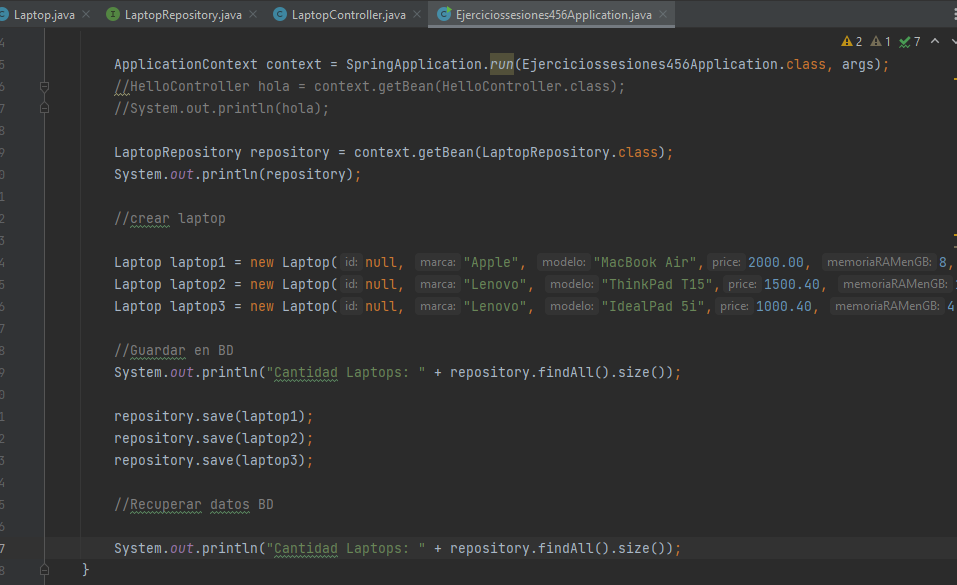 Laptop.java LaptopRepository.java LaptopController.java Ejerciciossesiones456Application.java
2 1 7
ApplicationContext context = SpringApplication.run(Ejerciciossesiones456Application.class, args);
//HelloController hola = context.getBean(HelloController.class);
//System.out.println(hola);
LaptopRepository repository = context.getBean(LaptopRepository.class);
System.out.println(repository);
//crear laptop
Laptop laptop1 = new Laptop( id: null, marca: "Apple", modelo: "MacBook Air", price: 2000.00, memoriaRAMenGB: 8,
Laptop laptop2 = new Laptop( id: null, marca: "Lenovo", modelo: "ThinkPad T15", price: 1500.40, memoriaRAMenGB:
Laptop laptop3 = new Laptop( id: null, marca: "Lenovo", modelo: "IdealPad 5i", price: 1000.40, memoriaRAMenGB: 4
//Guardar en BD
System.out.println("Cantidad Laptops: " + repository.findAll().size());
repository.save(laptop1);
repository.save(laptop2);
repository.save(laptop3);
//Recuperar datos BD
System.out.println("Cantidad Laptops: " + repository.findAll().size());
}